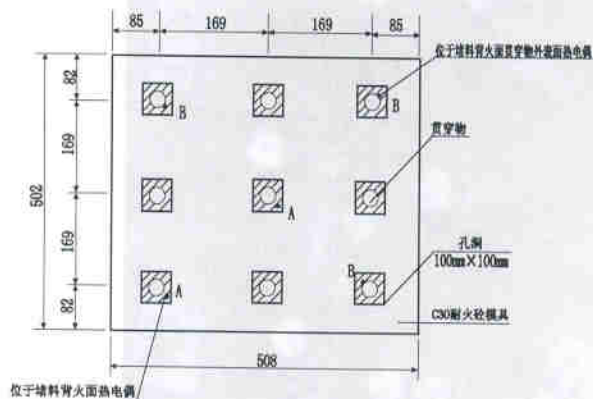 85 169 169 85
位于堵料背火面贯穿物外表面热电偶
82
169
169
82
502
B
B
贯穿物
A
孔洞
100mm×100mm
A
B
C30耐火砼模具
508
位于堵料背火面热电偶